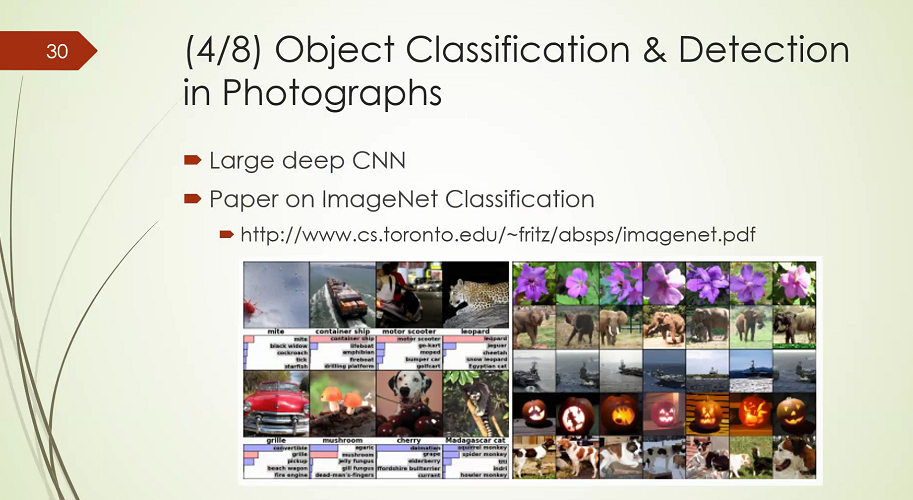 30
(4/8) Object Classification & Detection
in Photographs
Large deep CNN
Paper on ImageNet Classification
http://www.cs.toronto.edu/~fritz/absps/imagenet.pdf
mite container ship motor scooter leopard
mite container ship motor scooter leopard
black widow lifeboat go-kart jaguar
cockroach amphibian moped cheetah
tick fireboat bumper car snow leopard
starfish drilling platform golfcart Egyptian cat
grille mushroom cherry Madagascar cat
convertible agaric dalmatian squirrel monkey
grille mushroom grape spider monkey
pickup jelly fungus elderberry titi
beach wagon gill fungus ffordshire bullterrier indri
fire engine dead-man's-fingers currant howler monkey